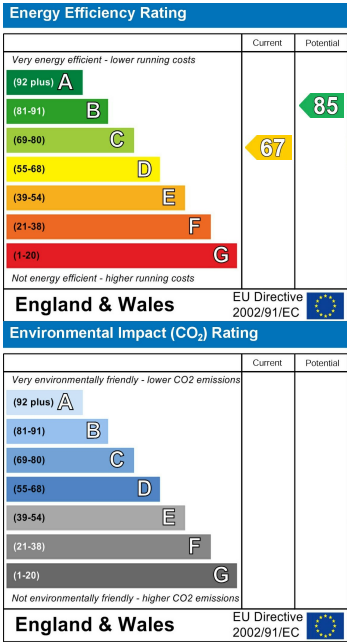 Energy Efficiency Rating
Current Potential
Very energy efficient - lower running costs
(92 plus) A
(81-91) B
(69-80) C
(55-68) D
(39-54) E
(21-38) F
(1-20) G
67
85
Not energy efficient - higher running costs
England & Wales
EU Directive
2002/91/EC
Environmental Impact (CO₂) Rating
Current Potential
Very environmentally friendly - lower CO2 emissions
(92 plus) A
(81-91) B
(69-80) C
(55-68) D
(39-54) E
(21-38) F
(1-20) G
Not environmentally friendly - higher CO2 emissions
England & Wales
EU Directive
2002/91/EC